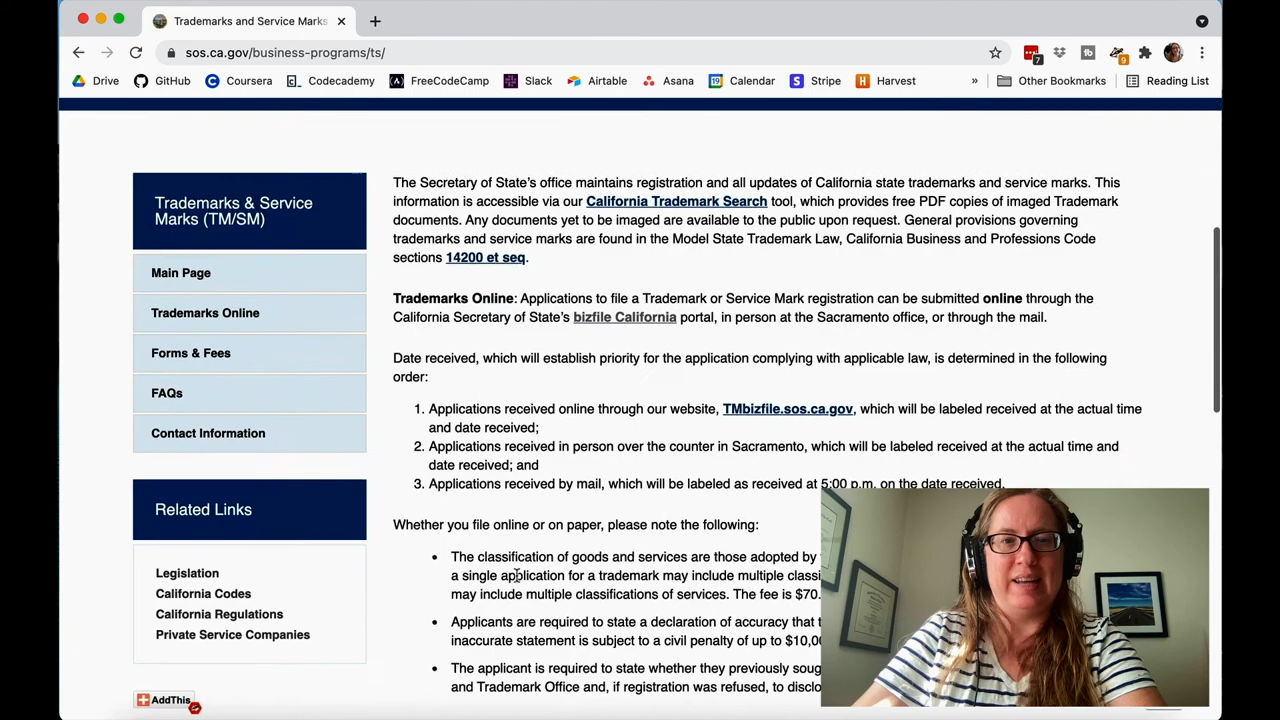 Trademarks and Service Marks
sos.ca.gov/business-programs/ts/
7
9
Drive
GitHub
Coursera
Codecademy
FreeCodeCamp
Slack
Airtable
Asana
Calendar
Stripe
Harvest
»
Other Bookmarks
Reading List
Trademarks & Service
Marks (TM/SM)
Main Page
Trademarks Online
Forms & Fees
FAQs
Contact Information
Related Links
Legislation
California Codes
California Regulations
Private Service Companies
AddThis
The Secretary of State’s office maintains registration and all updates of California state trademarks and service marks. This
information is accessible via our California Trademark Search tool, which provides free PDF copies of imaged Trademark
documents. Any documents yet to be imaged are available to the public upon request. General provisions governing
trademarks and service marks are found in the Model State Trademark Law, California Business and Professions Code
sections 14200 et seq.
Trademarks Online: Applications to file a Trademark or Service Mark registration can be submitted online through the
California Secretary of State’s bizfile California portal, in person at the Sacramento office, or through the mail.
Date received, which will establish priority for the application complying with applicable law, is determined in the following
order:
1. Applications received online through our website, TMbizfile.sos.ca.gov, which will be labeled received at the actual time
and date received;
2. Applications received in person over the counter in Sacramento, which will be labeled received at the actual time and
date received; and
3. Applications received by mail, which will be labeled as received at 5:00 p.m. on the date received.
Whether you file online or on paper, please note the following:
• The classification of goods and services are those adopted by
a single application for a trademark may include multiple classi
may include multiple classifications of services. The fee is $70.
• Applicants are required to state a declaration of accuracy that
inaccurate statement is subject to a civil penalty of up to $10,0
• The applicant is required to state whether they previously soug
and Trademark Office and, if registration was refused, to disclo